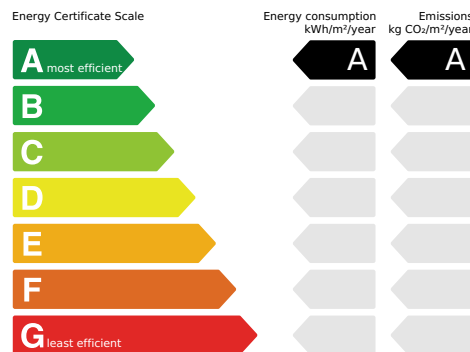 Energy Certificate Scale
Energy consumption
kWh/m²/year
Emissions
kg CO₂/m²/year
A most efficient
A
A
B
C
D
E
F
G least efficient